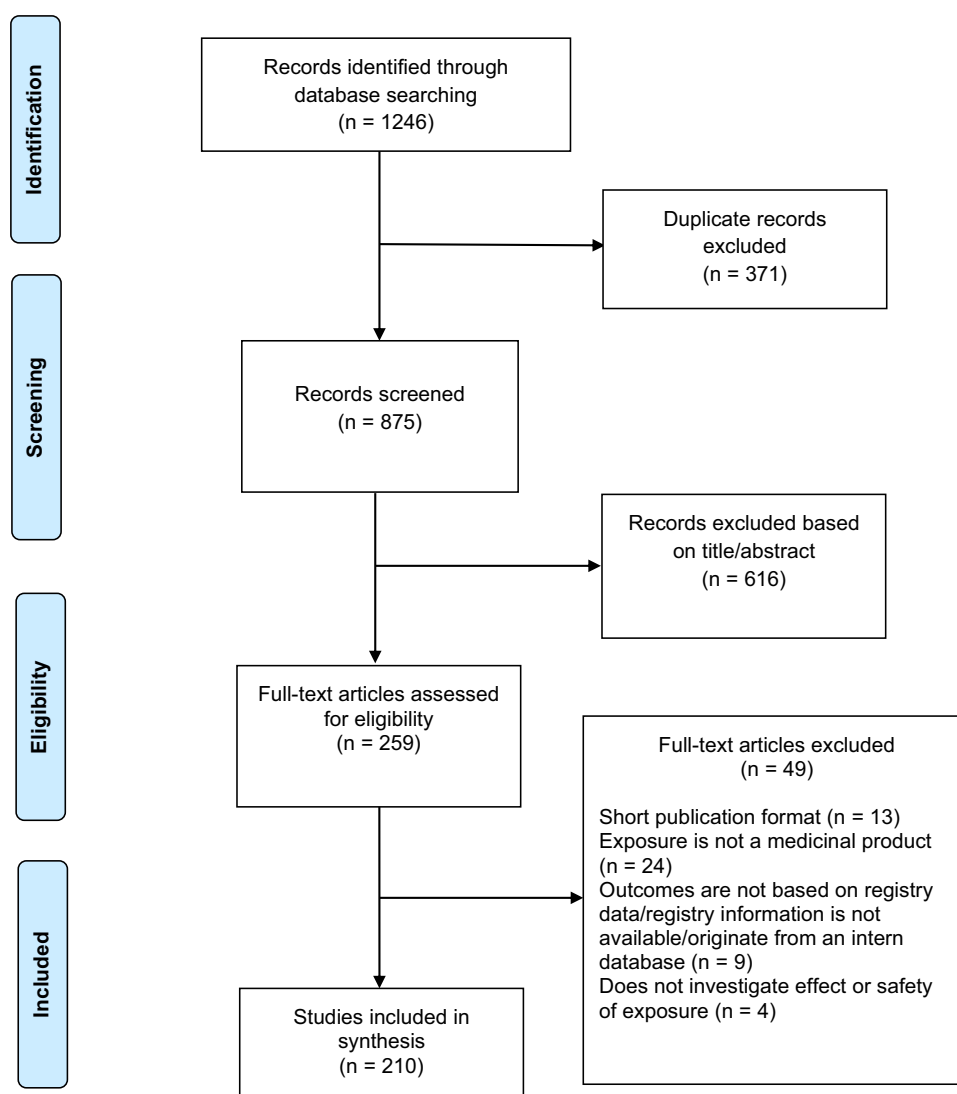 Identification
Records identified through
database searching
(n = 1246)
Duplicate records
excluded
(n = 371)
Screening
Records screened
(n = 875)
Records excluded based
on title/abstract
(n = 616)
Eligibility
Full-text articles assessed
for eligibility
(n = 259)
Full-text articles excluded
(n = 49)
Short publication format (n = 13)
Exposure is not a medicinal product
(n = 24)
Outcomes are not based on registry
data/registry information is not
available/originate from an intern
database (n = 9)
Does not investigate effect or safety
of exposure (n = 4)
Included
Studies included in
synthesis
(n = 210)